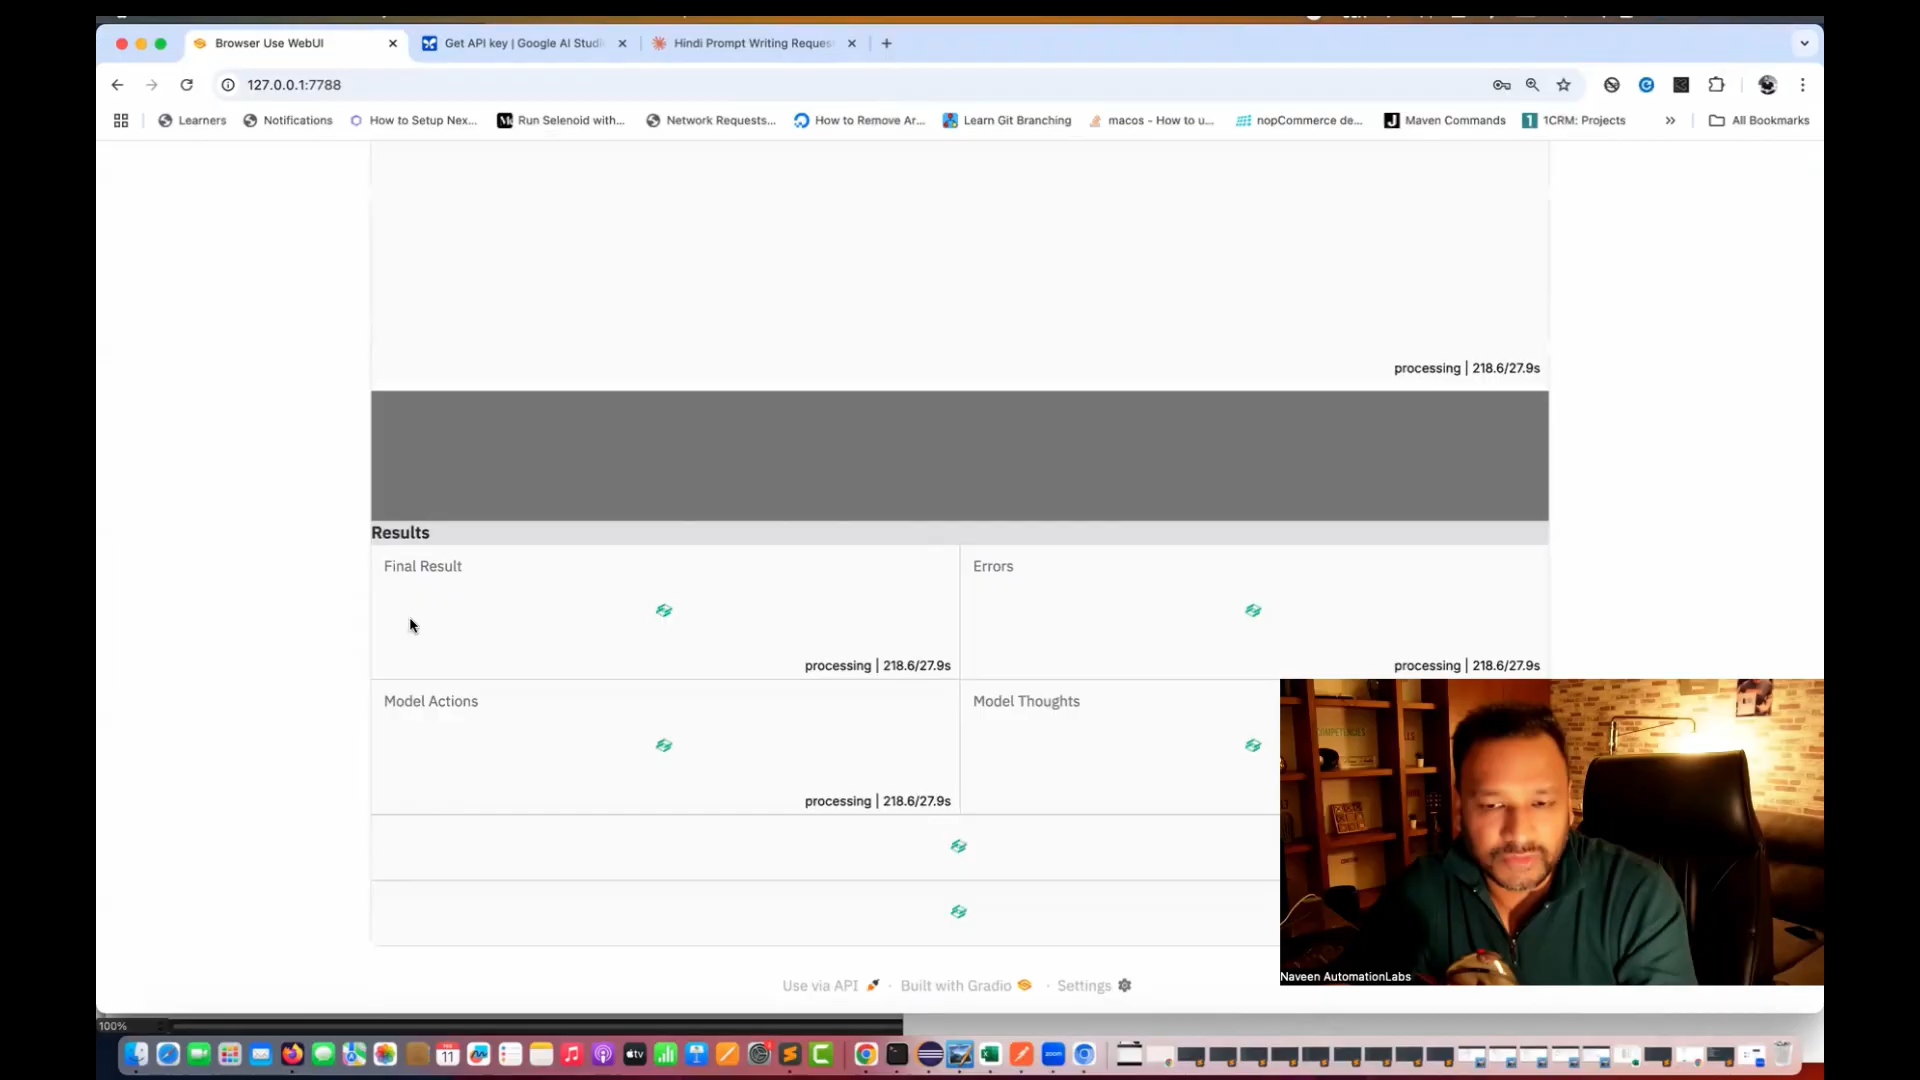 Browser Use WebUI
Get API key | Google AI Studi
Hindi Prompt Writing Reques
127.0.0.1:7788
Learners
Notifications
How to Setup Nex...
Run Selenoid with...
Network Requests...
How to Remove Ar...
Learn Git Branching
macos - How to u...
nopCommerce de...
Maven Commands
1CRM: Projects
All Bookmarks
processing | 218.6/27.9s
Results
Final Result
Errors
processing | 218.6/27.9s
processing | 218.6/27.9s
Model Actions
Model Thoughts
processing | 218.6/27.9s
COMPETENCIES
Naveen AutomationLabs
Use via API · Built with Gradio · Settings
100%
tv
11
zoom